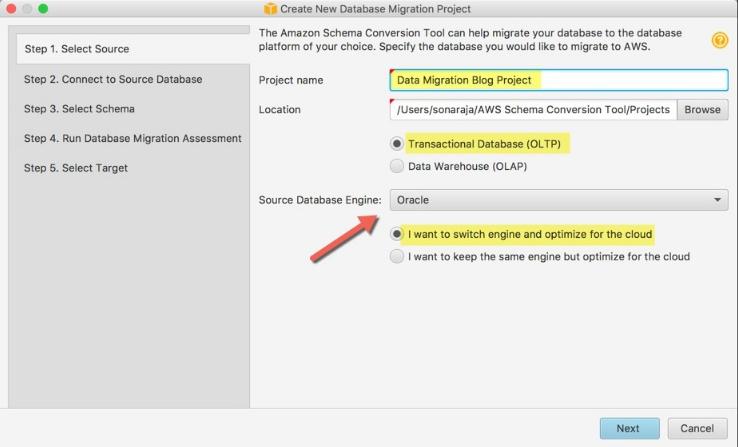 Create New Database Migration Project
Step 1. Select Source
Step 2. Connect to Source Database
Step 3. Select Schema
Step 4. Run Database Migration Assessment
Step 5. Select Target
The Amazon Schema Conversion Tool can help migrate your database to the database
platform of your choice. Specify the database you would like to migrate to AWS.
?
Project name
Data Migration Blog Project
Location
/Users/sonaraja/AWS Schema Conversion Tool/Projects
Browse
Transactional Database (OLTP)
Data Warehouse (OLAP)
Source Database Engine:
Oracle
I want to switch engine and optimize for the cloud
I want to keep the same engine but optimize for the cloud
Next
Cancel